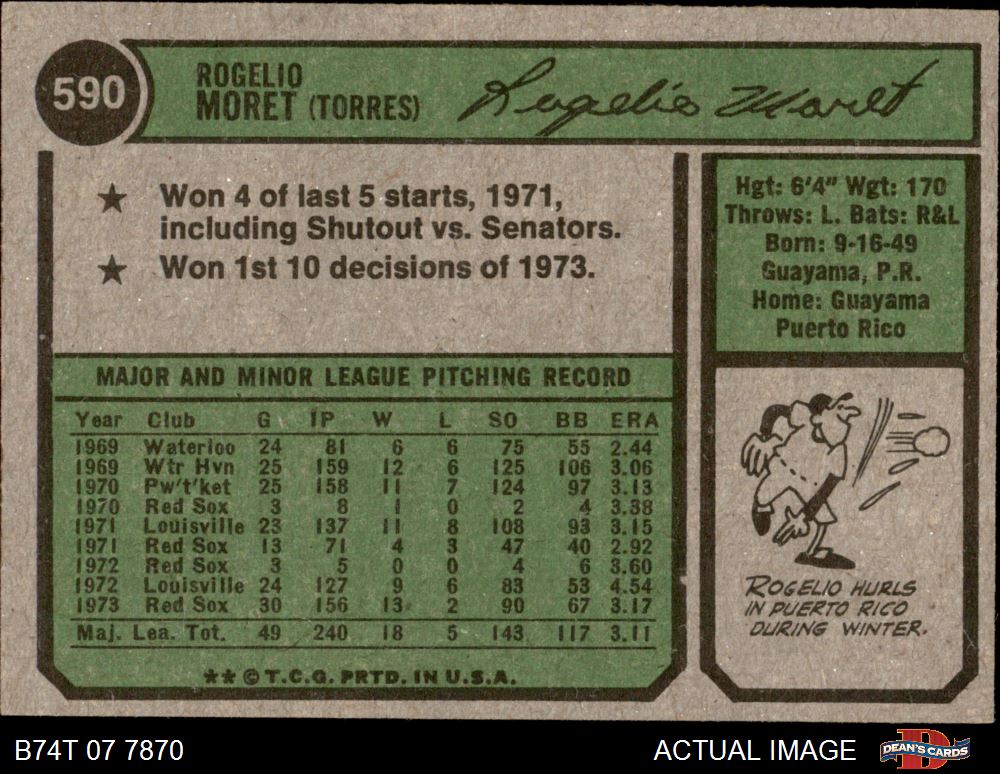 590
ROGELIO
MORET (TORRES)
Rogelio Moret
★ Won 4 of last 5 starts, 1971,
including Shutout vs. Senators.
★ Won 1st 10 decisions of 1973.
Hgt: 6'4" Wgt: 170
Throws: L. Bats: R&L
Born: 9-16-49
Guayama, P.R.
Home: Guayama
Puerto Rico
MAJOR AND MINOR LEAGUE PITCHING RECORD
Year Club G IP W L SO BB ERA
1969 Waterloo 24 81 6 6 75 55 2.44
1969 Wtr Hvn 25 159 12 6 125 106 3.06
1970 Pw't'ket 25 158 11 7 124 97 3.13
1970 Red Sox 3 8 1 0 2 4 3.38
1971 Louisville 23 137 11 8 108 93 3.15
1971 Red Sox 13 71 4 3 47 40 2.92
1972 Red Sox 3 5 0 0 4 6 3.60
1972 Louisville 24 127 9 6 83 53 4.54
1973 Red Sox 30 156 13 2 90 67 3.17
Maj. Lea. Tot. 49 240 18 5 143 117 3.11
** © T.C.G. PRTD. IN U.S.A.
ROGELIO HURLS
IN PUERTO RICO
DURING WINTER.
B74T 07 7870
ACTUAL IMAGE
DEAN'S CARDS